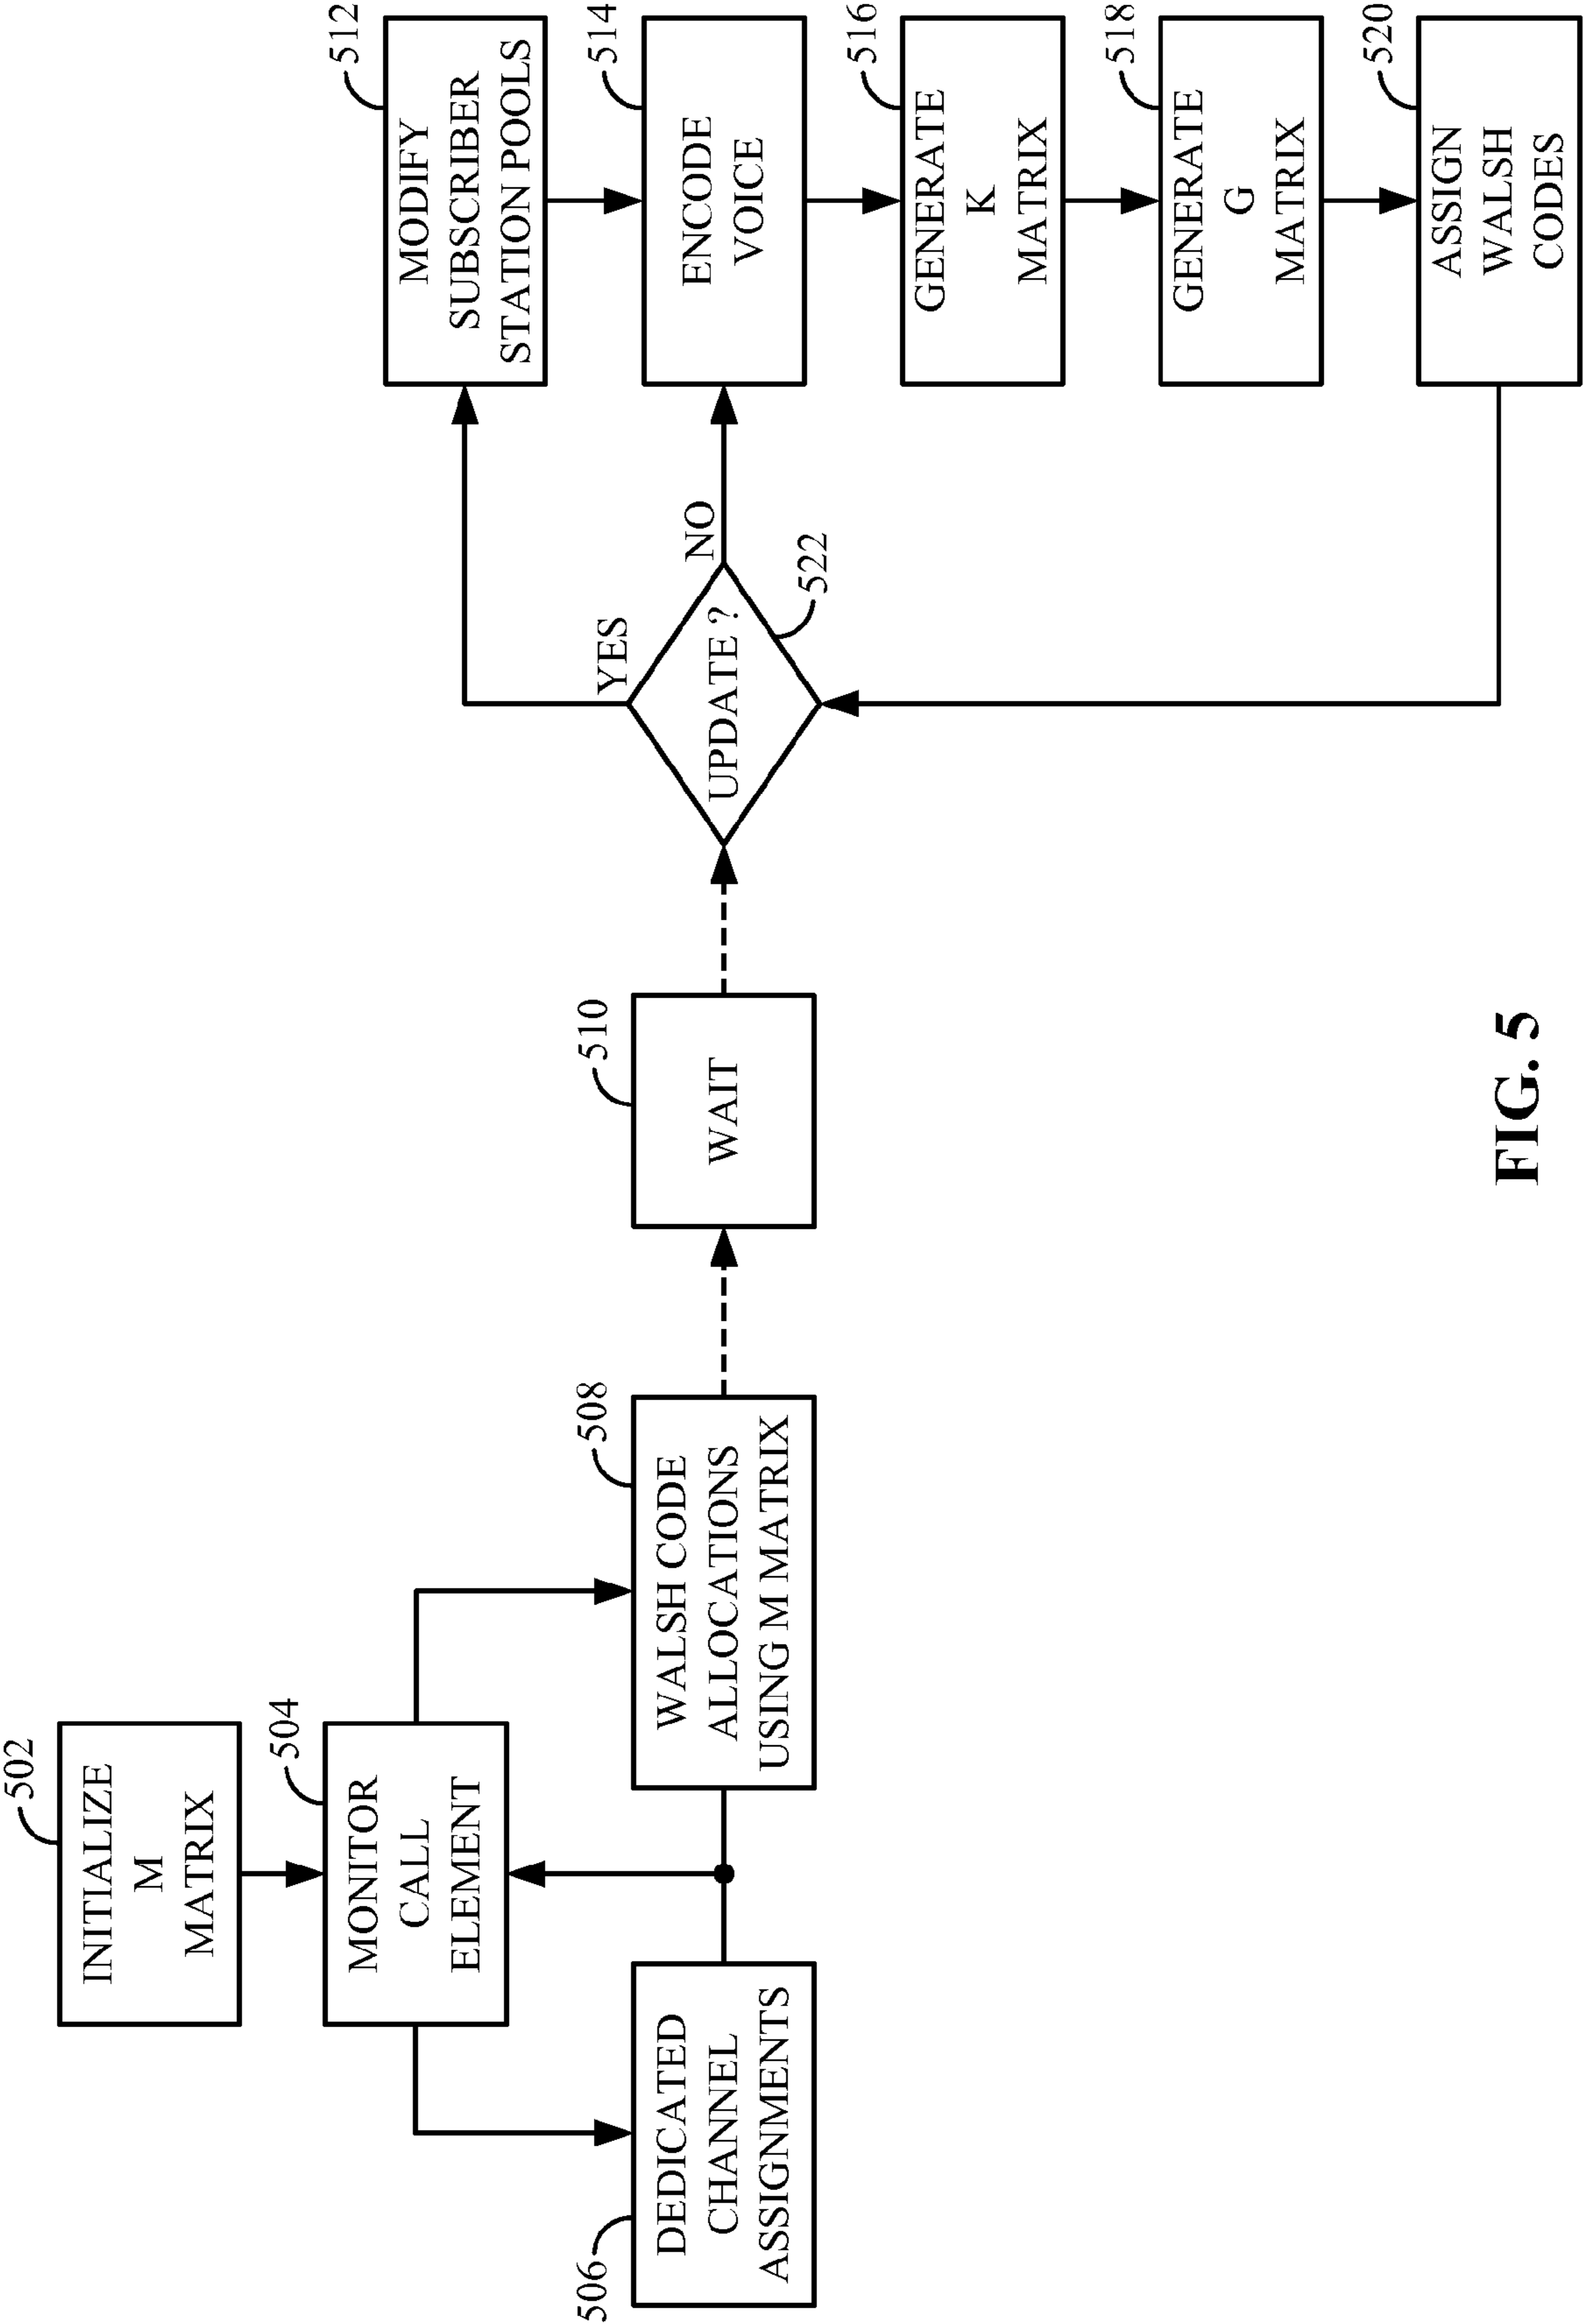 502
INITIALIZE
M
MATRIX
504
MONITOR
CALL
ELEMENT
506
DEDICATED
CHANNEL
ASSIGNMENTS
508
WALSH CODE
ALLOCATIONS
USING M MATRIX
510
WAIT
UPDATE ?
522
YES
NO
512
MODIFY
SUBSCRIBER
STATION POOLS
514
ENCODE
VOICE
516
GENERATE
K
MATRIX
518
GENERATE
G
MATRIX
520
ASSIGN
WALSH
CODES
FIG. 5